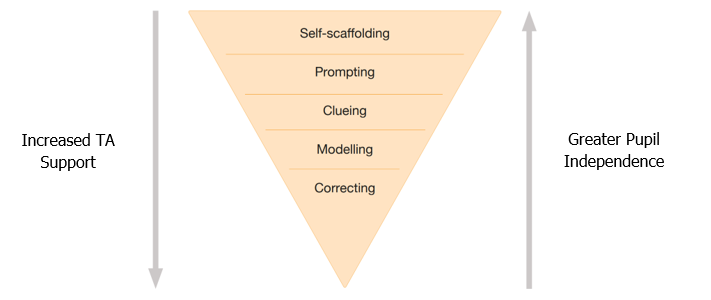 Self-scaffolding
Prompting
Clueing
Modelling
Correcting
Increased TA
Support
Greater Pupil
Independence